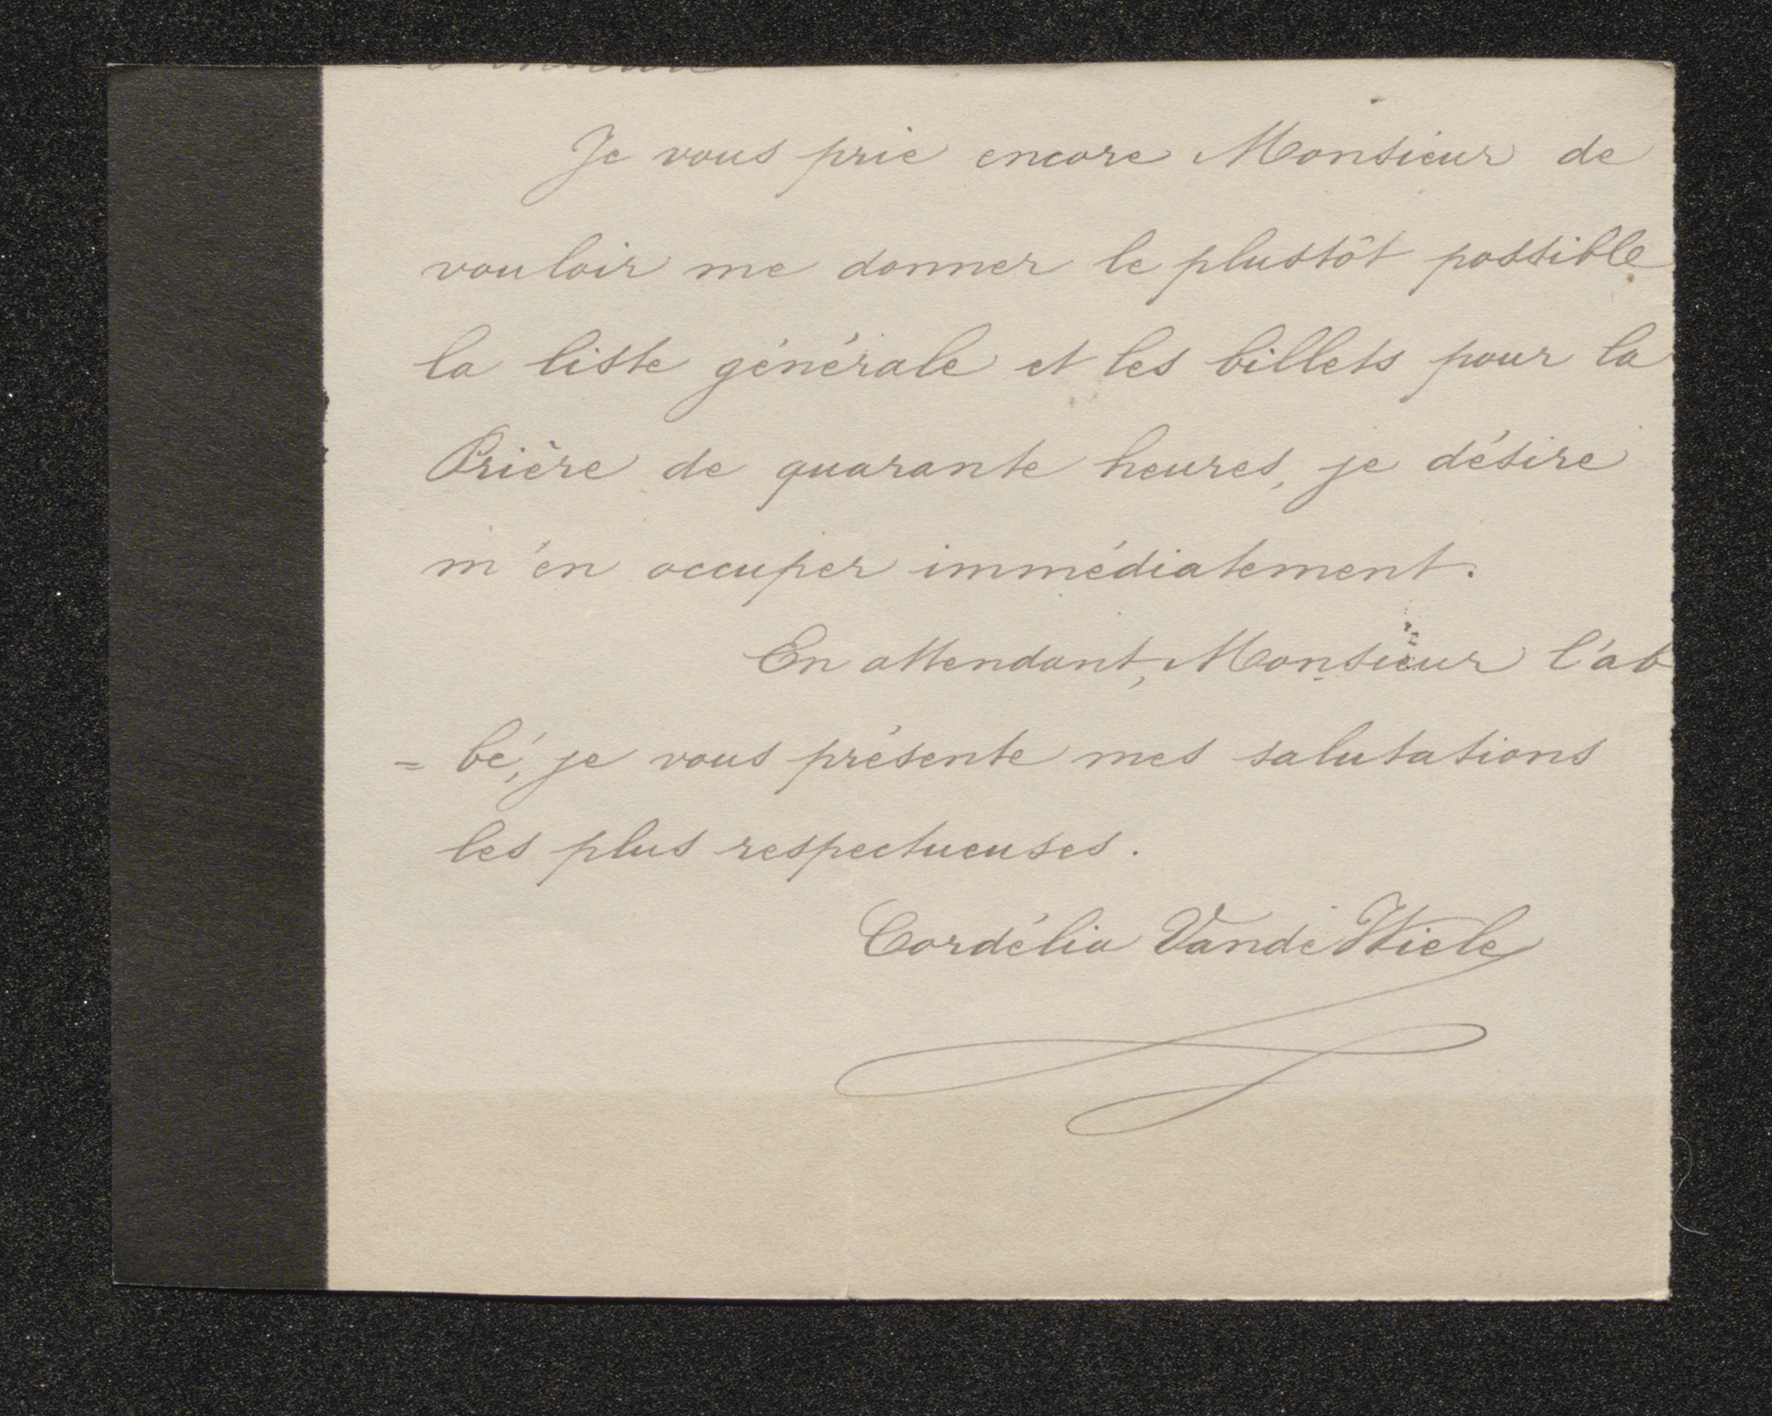 Je vous prie encore Monsieur de
vouloir me donner le plustôt possible
la liste générale et les billets pour la
Prière de quarante heures, je désire
m'en occuper immédiatement.
En attendant, Monsieur l'ab
= bé, je vous présente mes salutations
les plus respectueuses.
Cordélia Vande Wiele